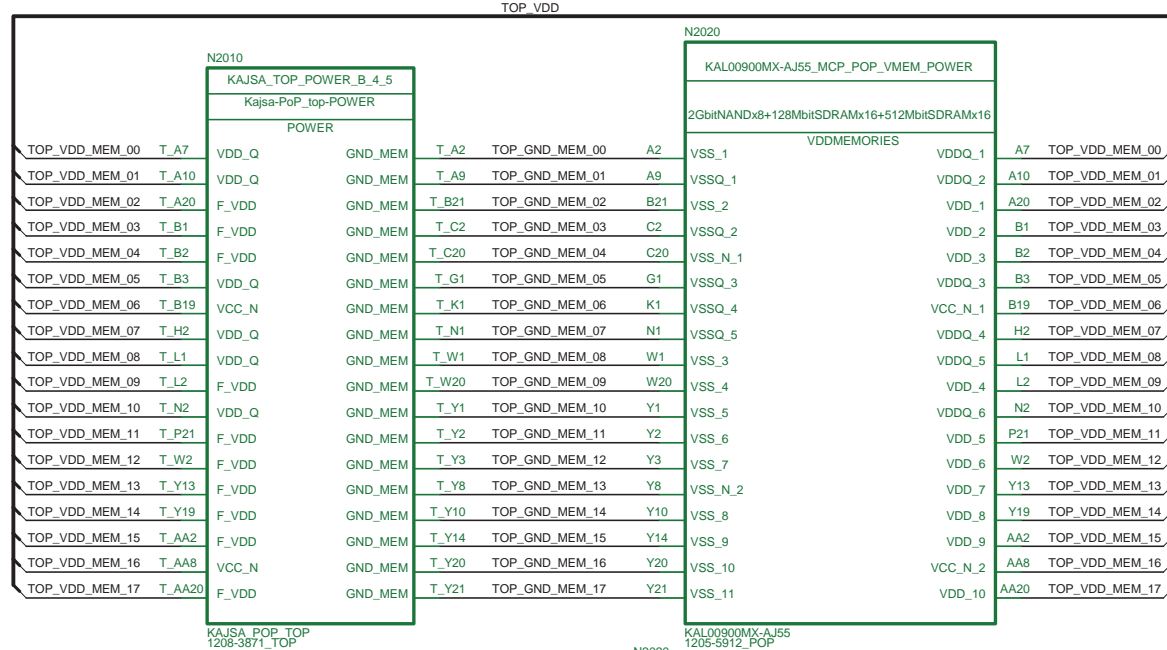 TOP_VDD
N2020
N2010
KAJSA_TOP_POWER_B_4_5
Kajsa-PoP_top-POWER
POWER
KAL00900MX-AJ55_MCP_POP_VMEM_POWER
2GbitNANDx8+128MbitSDRAMx16+512MbitSDRAMx16
VDDMEMORIES
TOP_VDD_MEM_00 T_A7 VDD_Q GND_MEM T_A2 TOP_GND_MEM_00 A2 VSS_1 VDDQ_1 A7 TOP_VDD_MEM_00
TOP_VDD_MEM_01 T_A10 VDD_Q GND_MEM T_A9 TOP_GND_MEM_01 A9 VSSQ_1 VDDQ_2 A10 TOP_VDD_MEM_01
TOP_VDD_MEM_02 T_A20 F_VDD GND_MEM T_B21 TOP_GND_MEM_02 B21 VSS_2 VDD_1 A20 TOP_VDD_MEM_02
TOP_VDD_MEM_03 T_B1 F_VDD GND_MEM T_C2 TOP_GND_MEM_03 C2 VSSQ_2 VDD_2 B1 TOP_VDD_MEM_03
TOP_VDD_MEM_04 T_B2 F_VDD GND_MEM T_C20 TOP_GND_MEM_04 C20 VSS_N_1 VDD_3 B2 TOP_VDD_MEM_04
TOP_VDD_MEM_05 T_B3 VDD_Q GND_MEM T_G1 TOP_GND_MEM_05 G1 VSSQ_3 VDDQ_3 B3 TOP_VDD_MEM_05
TOP_VDD_MEM_06 T_B19 VCC_N GND_MEM T_K1 TOP_GND_MEM_06 K1 VSSQ_4 VCC_N_1 B19 TOP_VDD_MEM_06
TOP_VDD_MEM_07 T_H2 VDD_Q GND_MEM T_N1 TOP_GND_MEM_07 N1 VSSQ_5 VDDQ_4 H2 TOP_VDD_MEM_07
TOP_VDD_MEM_08 T_L1 VDD_Q GND_MEM T_W1 TOP_GND_MEM_08 W1 VSS_3 VDDQ_5 L1 TOP_VDD_MEM_08
TOP_VDD_MEM_09 T_L2 F_VDD GND_MEM T_W20 TOP_GND_MEM_09 W20 VSS_4 VDD_4 L2 TOP_VDD_MEM_09
TOP_VDD_MEM_10 T_N2 VDD_Q GND_MEM T_Y1 TOP_GND_MEM_10 Y1 VSS_5 VDDQ_6 N2 TOP_VDD_MEM_10
TOP_VDD_MEM_11 T_P21 F_VDD GND_MEM T_Y2 TOP_GND_MEM_11 Y2 VSS_6 VDD_5 P21 TOP_VDD_MEM_11
TOP_VDD_MEM_12 T_W2 F_VDD GND_MEM T_Y3 TOP_GND_MEM_12 Y3 VSS_7 VDD_6 W2 TOP_VDD_MEM_12
TOP_VDD_MEM_13 T_Y13 F_VDD GND_MEM T_Y8 TOP_GND_MEM_13 Y8 VSS_N_2 VDD_7 Y13 TOP_VDD_MEM_13
TOP_VDD_MEM_14 T_Y19 F_VDD GND_MEM T_Y10 TOP_GND_MEM_14 Y10 VSS_8 VDD_8 Y19 TOP_VDD_MEM_14
TOP_VDD_MEM_15 T_AA2 F_VDD GND_MEM T_Y14 TOP_GND_MEM_15 Y14 VSS_9 VDD_9 AA2 TOP_VDD_MEM_15
TOP_VDD_MEM_16 T_AA8 VCC_N GND_MEM T_Y20 TOP_GND_MEM_16 Y20 VSS_10 VCC_N_2 AA8 TOP_VDD_MEM_16
TOP_VDD_MEM_17 T_AA20 F_VDD GND_MEM T_Y21 TOP_GND_MEM_17 Y21 VSS_11 VDD_10 AA20 TOP_VDD_MEM_17
KAJSA_POP_TOP
1208-3871_TOP
KAL00900MX-AJ55
1205-5912_POP